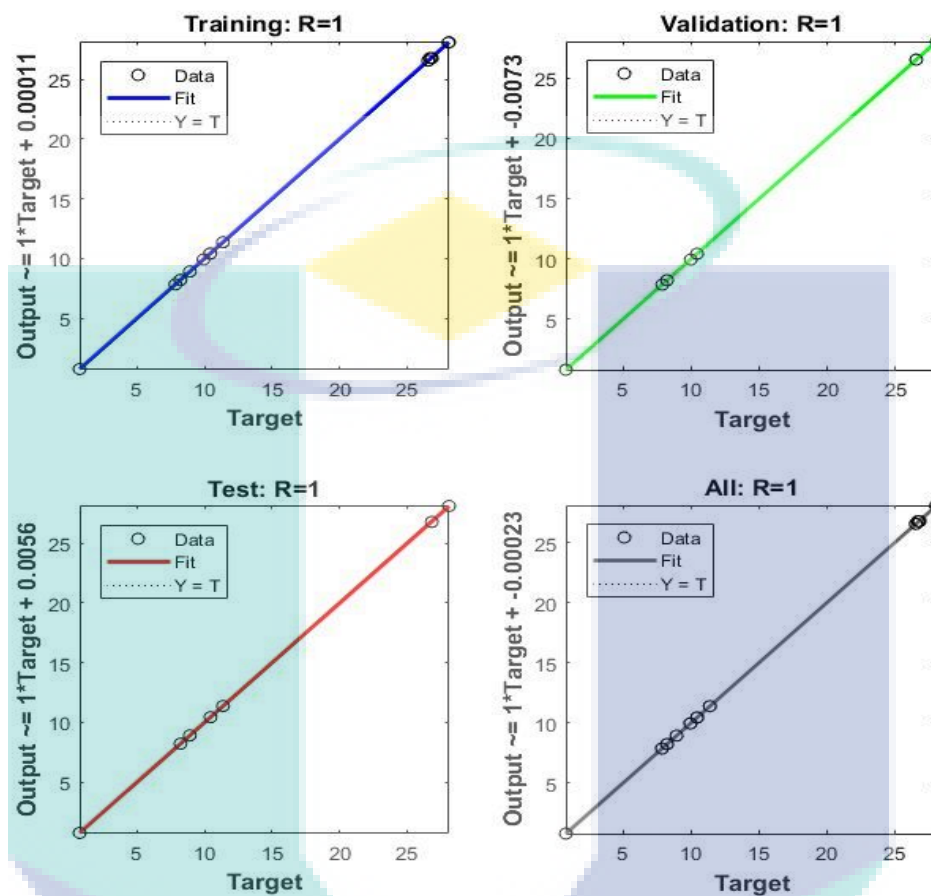 Training: R=1
Output ~= 1*Target + 0.00011
Data
Fit
Y = T
25
20
15
10
5
5 10 15 20 25
Target
Validation: R=1
Output ~= 1*Target + -0.0073
Data
Fit
Y = T
25
20
15
10
5
5 10 15 20 25
Target
Test: R=1
Output ~= 1*Target + 0.0056
Data
Fit
Y = T
25
20
15
10
5
5 10 15 20 25
Target
All: R=1
Output ~= 1*Target + -0.00023
Data
Fit
Y = T
25
20
15
10
5
5 10 15 20 25
Target